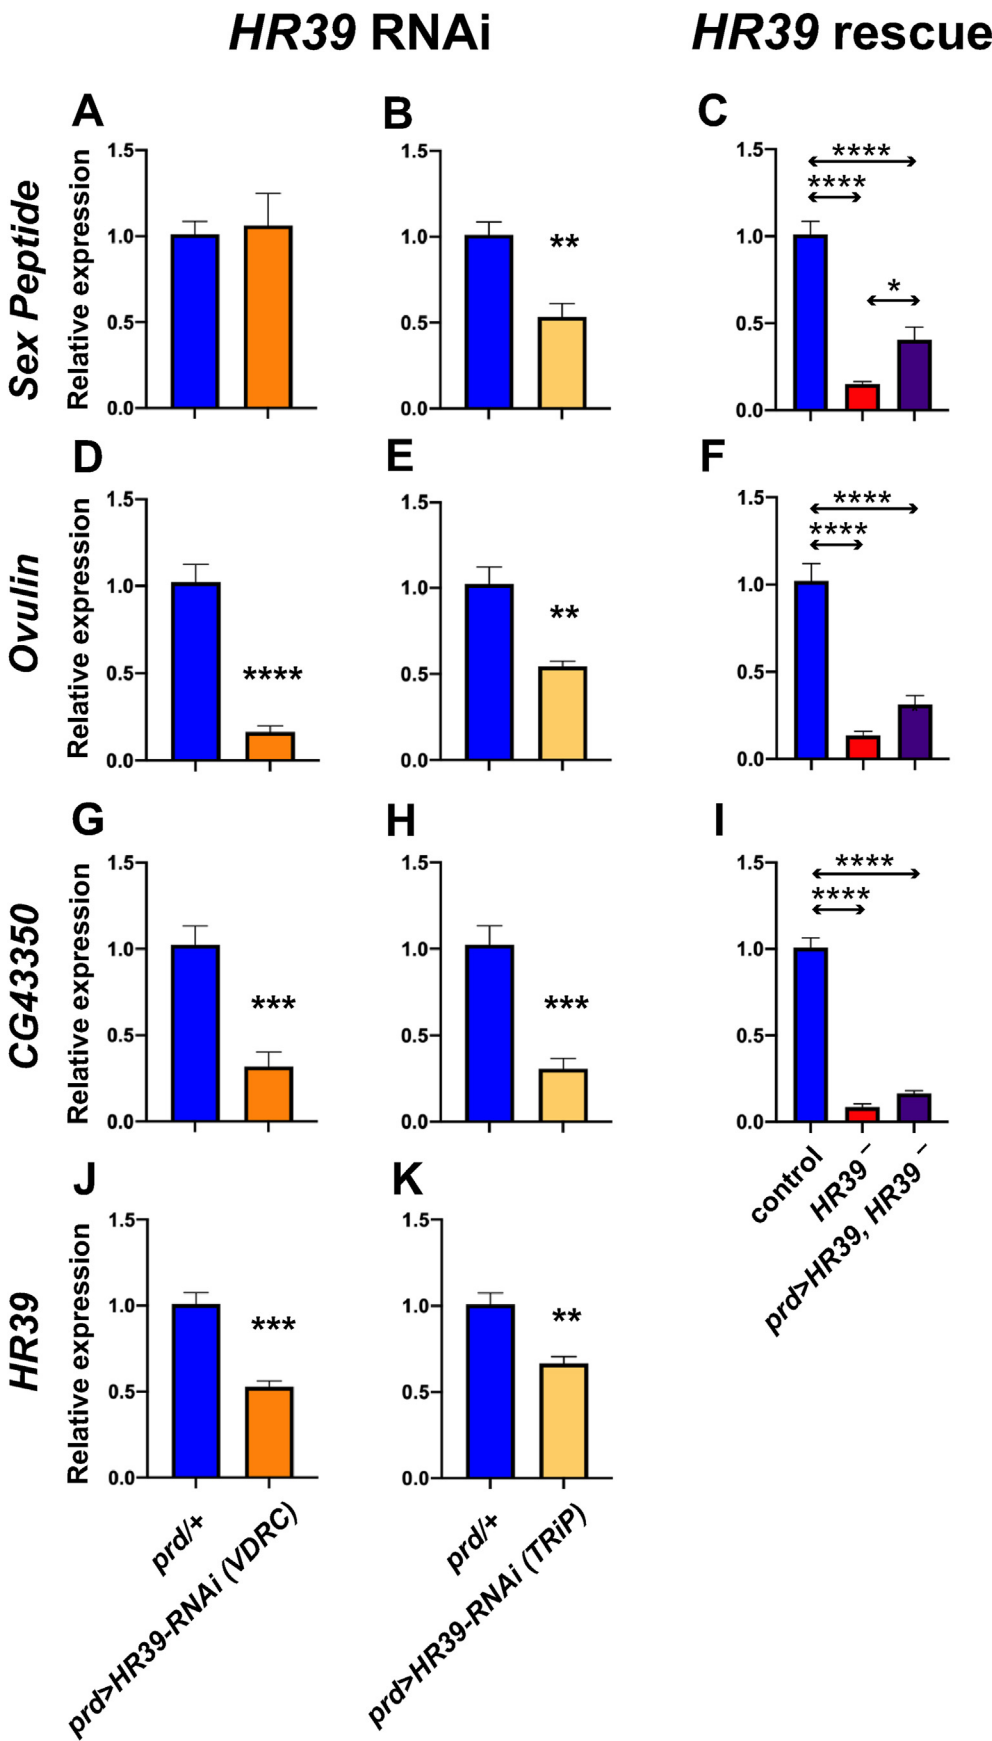 HR39 RNAi
HR39 rescue
A
B
C
Sex Peptide
Relative expression
1.5
1.0
0.5
0.0
1.5
1.0
0.5
0.0
**
1.5
1.0
0.5
0.0
****
****
*
D
E
F
Ovulin
Relative expression
1.5
1.0
0.5
0.0
****
1.5
1.0
0.5
0.0
**
1.5
1.0
0.5
0.0
****
****
G
H
I
CG43350
Relative expression
1.5
1.0
0.5
0.0
***
1.5
1.0
0.5
0.0
***
1.5
1.0
0.5
0.0
****
****
control
HR39 –
prd>HR39, HR39 –
J
K
HR39
Relative expression
1.5
1.0
0.5
0.0
***
1.5
1.0
0.5
0.0
**
prd/+
prd>HR39-RNAi (VDRC)
prd/+
prd>HR39-RNAi (TRiP)